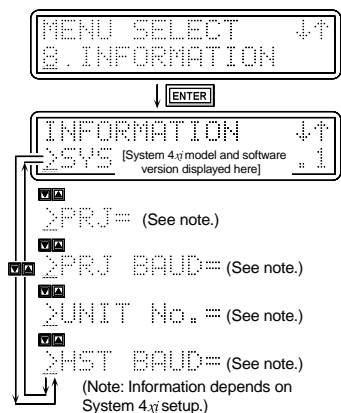 MENU SELECT ↓↑
8.INFORMATION
ENTER
INFORMATION ↓↑
≥SYS [System 4xi model and software version displayed here] .1
≥PRJ= (See note.)
≥PRJ BAUD= (See note.)
≥UNIT No.= (See note.)
≥HST BAUD= (See note.)
(Note: Information depends on
System 4xi setup.)